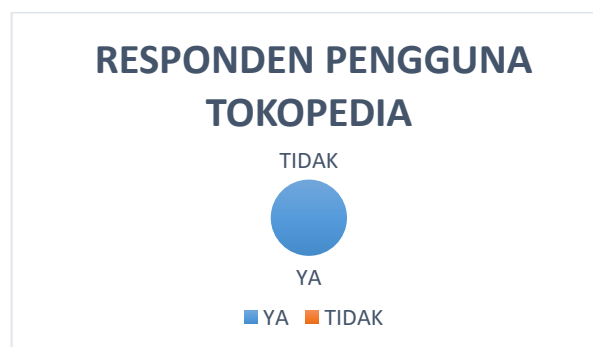 RESPONDEN PENGGUNA
TOKOPEDIA
TIDAK
YA
YA TIDAK